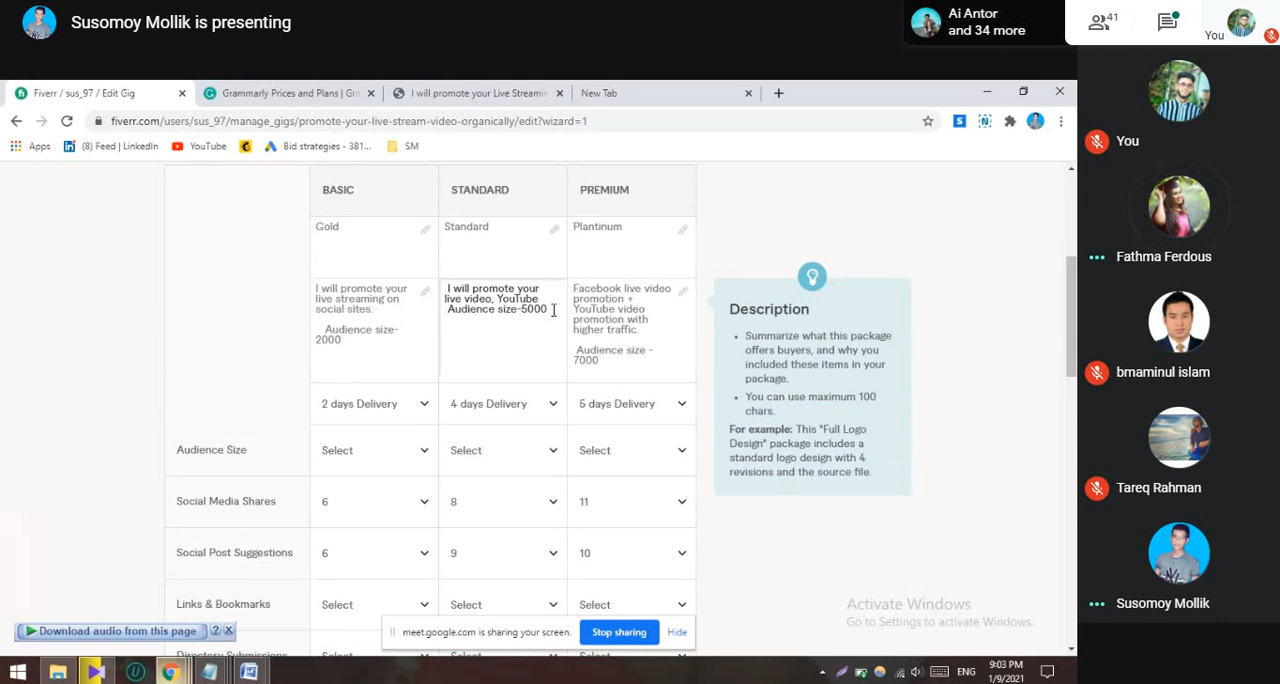 Susomoy Mollik is presenting
Ai Antor
and 34 more
41
You
Fiverr / sus_97 / Edit Gig
Grammarly Prices and Plans | Gra
I will promote your Live Streamin
New Tab
fiverr.com/users/sus_97/manage_gigs/promote-your-live-stream-video-organically/edit?wizard=1
Apps
(8) Feed | LinkedIn
YouTube
Bid strategies - 381...
SM
BASIC
STANDARD
PREMIUM
Gold
Standard
Plantinum
I will promote your
live streaming on
social sites.
Audience size-
2000
I will promote your
live video, YouTube
Audience size-5000
Facebook live video
promotion +
YouTube video
promotion with
higher traffic.
Audience size -
7000
Description
• Summarize what this package
offers buyers, and why you
included these items in your
package.
• You can use maximum 100
chars.
For example: This "Full Logo
Design" package includes a
standard logo design with 4
revisions and the source file.
2 days Delivery
4 days Delivery
5 days Delivery
Audience Size
Select
Select
Select
Social Media Shares
6
8
11
Social Post Suggestions
6
9
10
Links & Bookmarks
Select
Select
Select
Directory Submissions
You
Fathma Ferdous
bmaminul islam
Tareq Rahman
Susomoy Mollik
Activate Windows
Go to Settings to activate Windows.
Download audio from this page
?
X
meet.google.com is sharing your screen.
Stop sharing
Hide
ENG
9:03 PM
1/9/2021